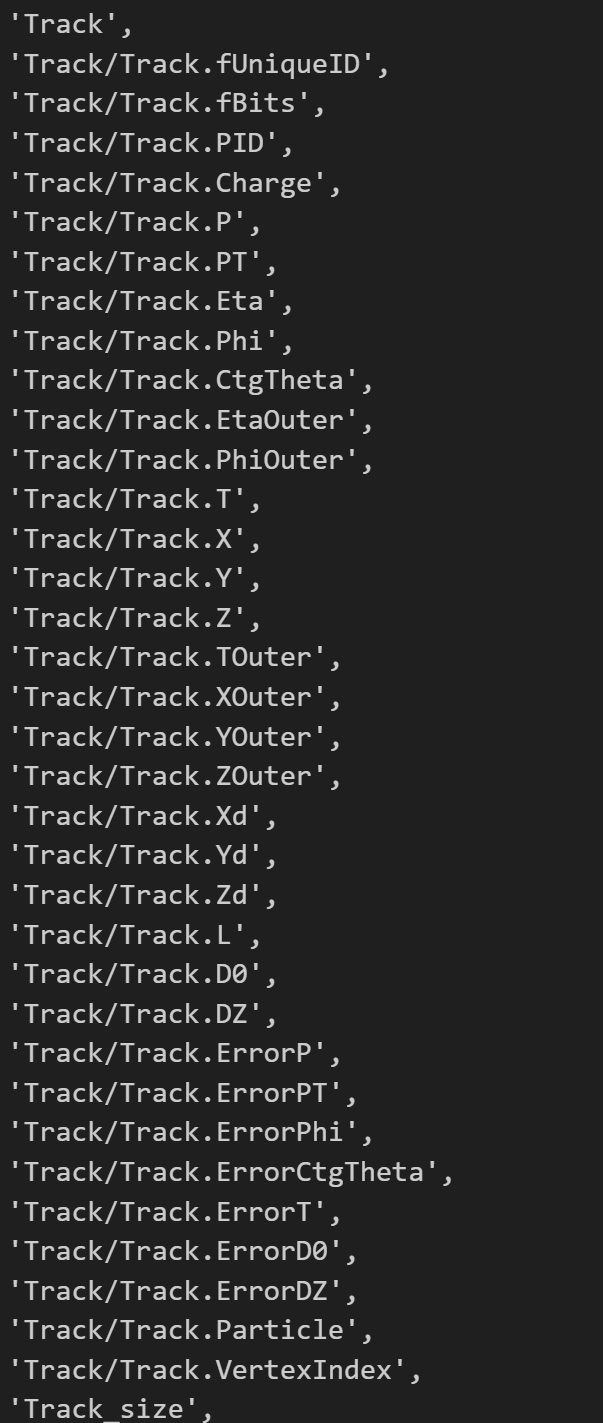 'Track',
'Track/Track.fUniqueID',
'Track/Track.fBits',
'Track/Track.PID',
'Track/Track.Charge',
'Track/Track.P',
'Track/Track.PT',
'Track/Track.Eta',
'Track/Track.Phi',
'Track/Track.CtgTheta',
'Track/Track.EtaOuter',
'Track/Track.PhiOuter',
'Track/Track.T',
'Track/Track.X',
'Track/Track.Y',
'Track/Track.Z',
'Track/Track.TOuter',
'Track/Track.XOuter',
'Track/Track.YOuter',
'Track/Track.ZOuter',
'Track/Track.Xd',
'Track/Track.Yd',
'Track/Track.Zd',
'Track/Track.L',
'Track/Track.D0',
'Track/Track.DZ',
'Track/Track.ErrorP',
'Track/Track.ErrorPT',
'Track/Track.ErrorPhi',
'Track/Track.ErrorCtgTheta',
'Track/Track.ErrorT',
'Track/Track.ErrorD0',
'Track/Track.ErrorDZ',
'Track/Track.Particle',
'Track/Track.VertexIndex',
'Track_size',